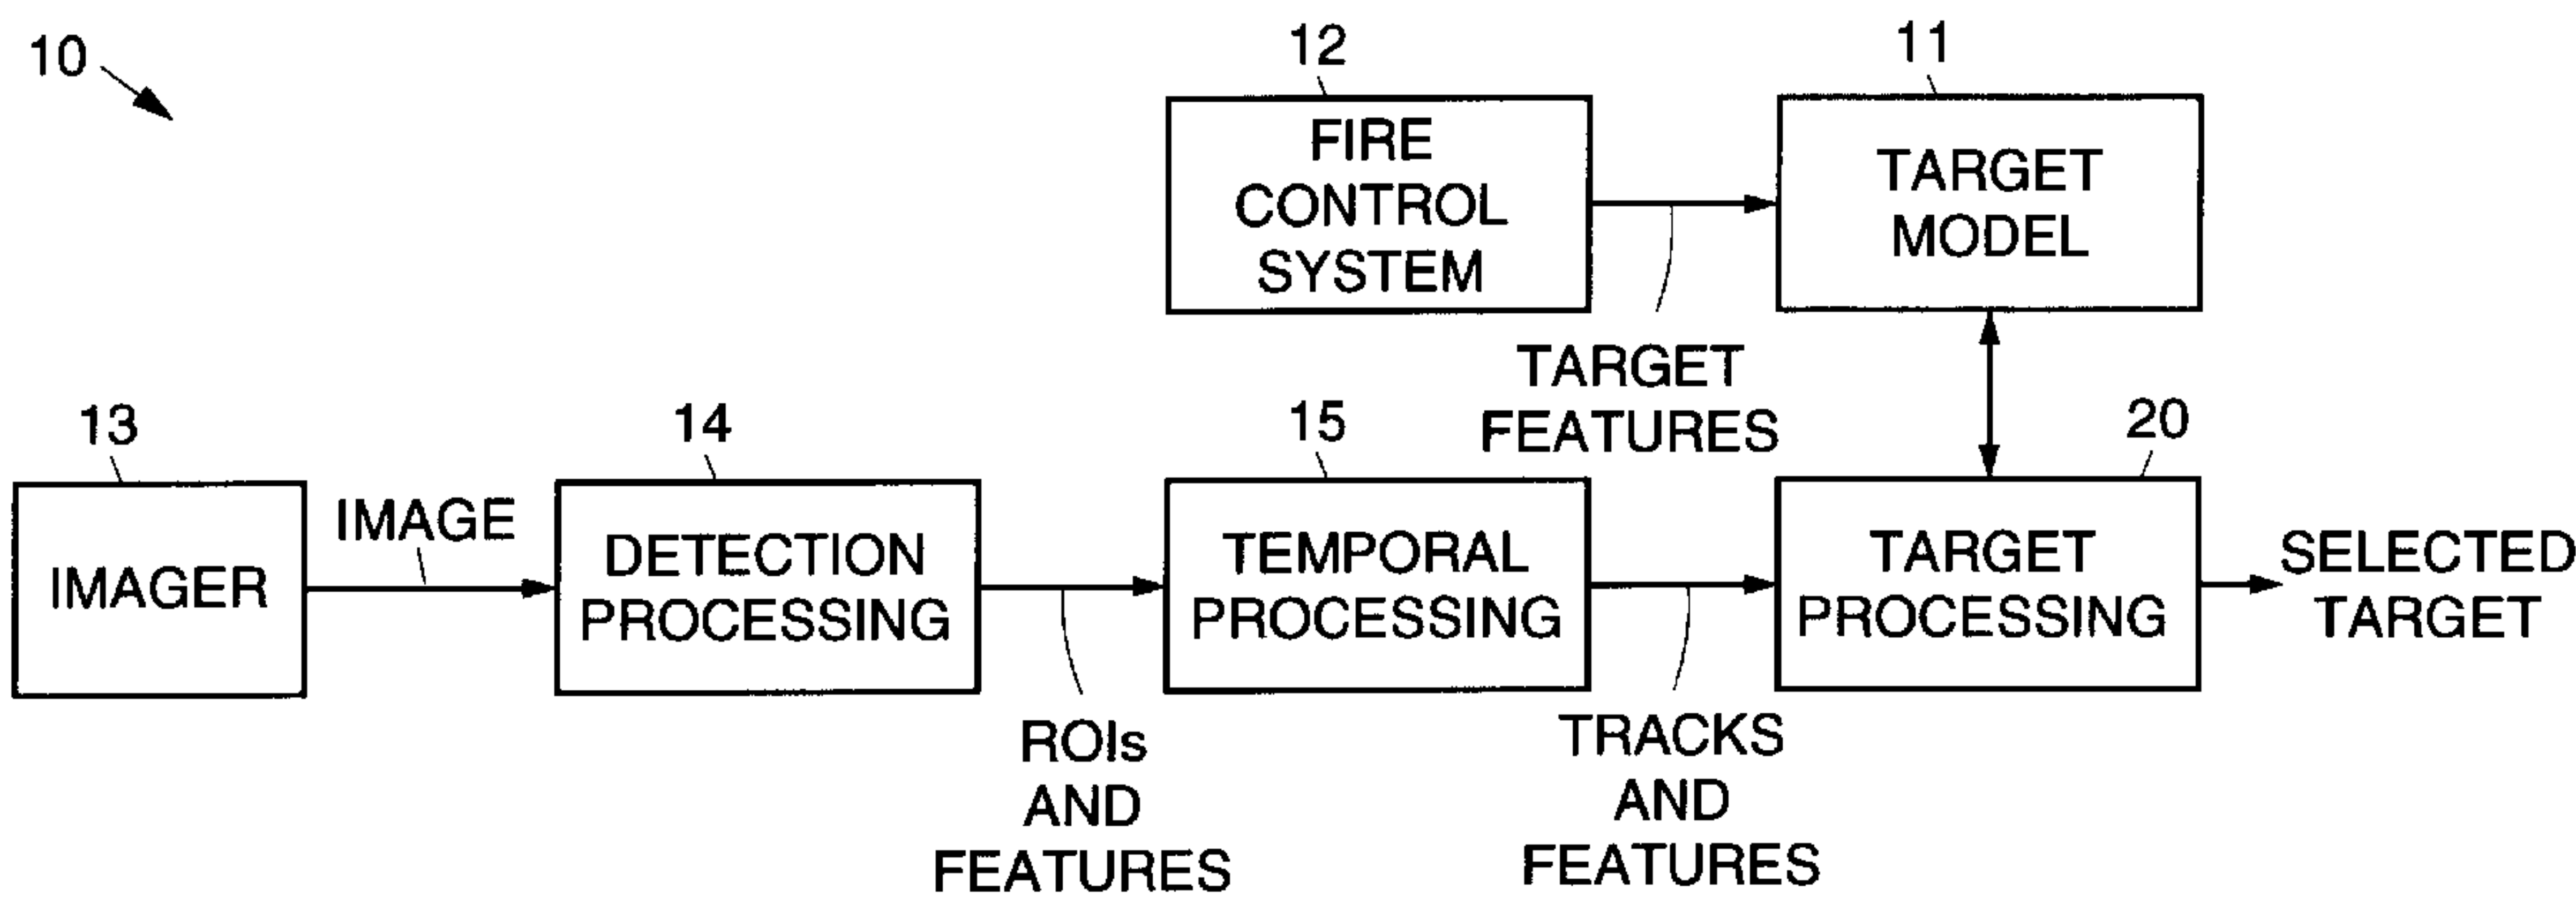 10
12
11
FIRE
CONTROL
SYSTEM
TARGET
MODEL
TARGET
FEATURES
13
14
15
20
IMAGER
IMAGE
DETECTION
PROCESSING
TEMPORAL
PROCESSING
TARGET
PROCESSING
SELECTED
TARGET
ROIs
AND
FEATURES
TRACKS
AND
FEATURES